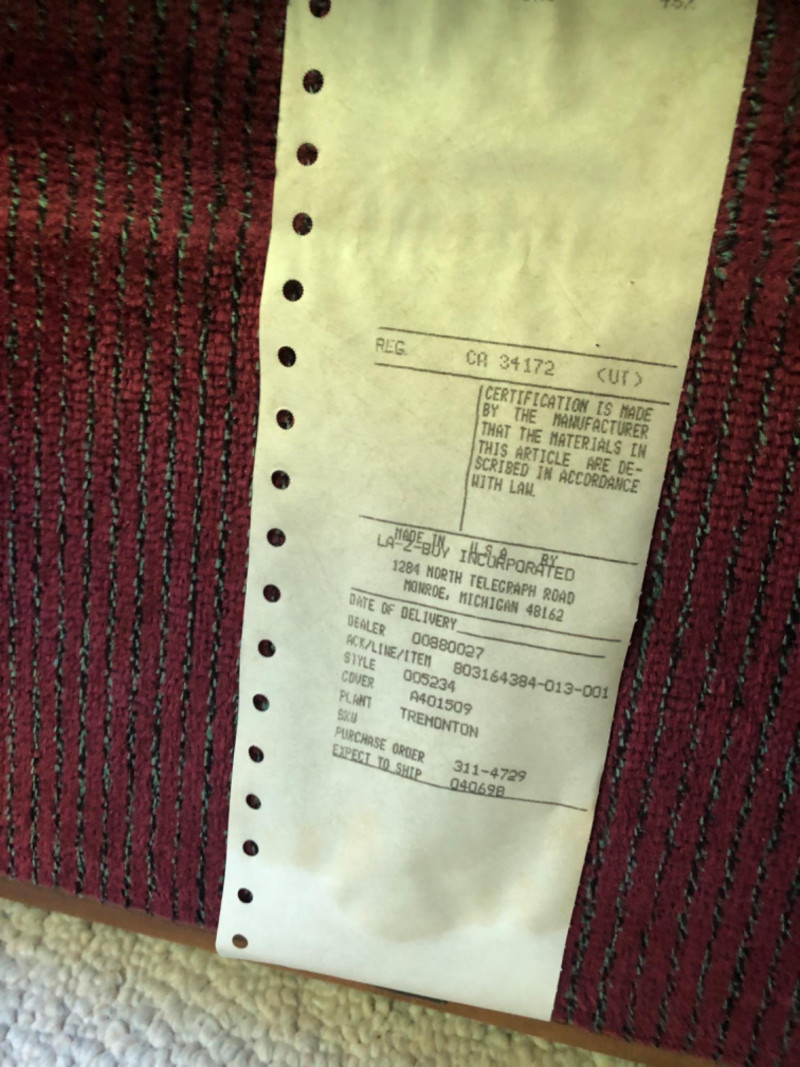 REG. CA 34172 <UT>
CERTIFICATION IS MADE
BY THE MANUFACTURER
THAT THE MATERIALS IN
THIS ARTICLE ARE DE-
SCRIBED IN ACCORDANCE
WITH LAW.
MADE IN U.S.A. BY
LA-Z-BOY INCORPORATED
1284 NORTH TELEGRAPH ROAD
MONROE, MICHIGAN 48162
DATE OF DELIVERY
DEALER 00880027
ACK/LINE/ITEM 803164384-013-001
STYLE 005234
COVER A401509
PLANT TREMONTON
SKU
PURCHASE ORDER 311-4729
EXPECT TO SHIP 040698